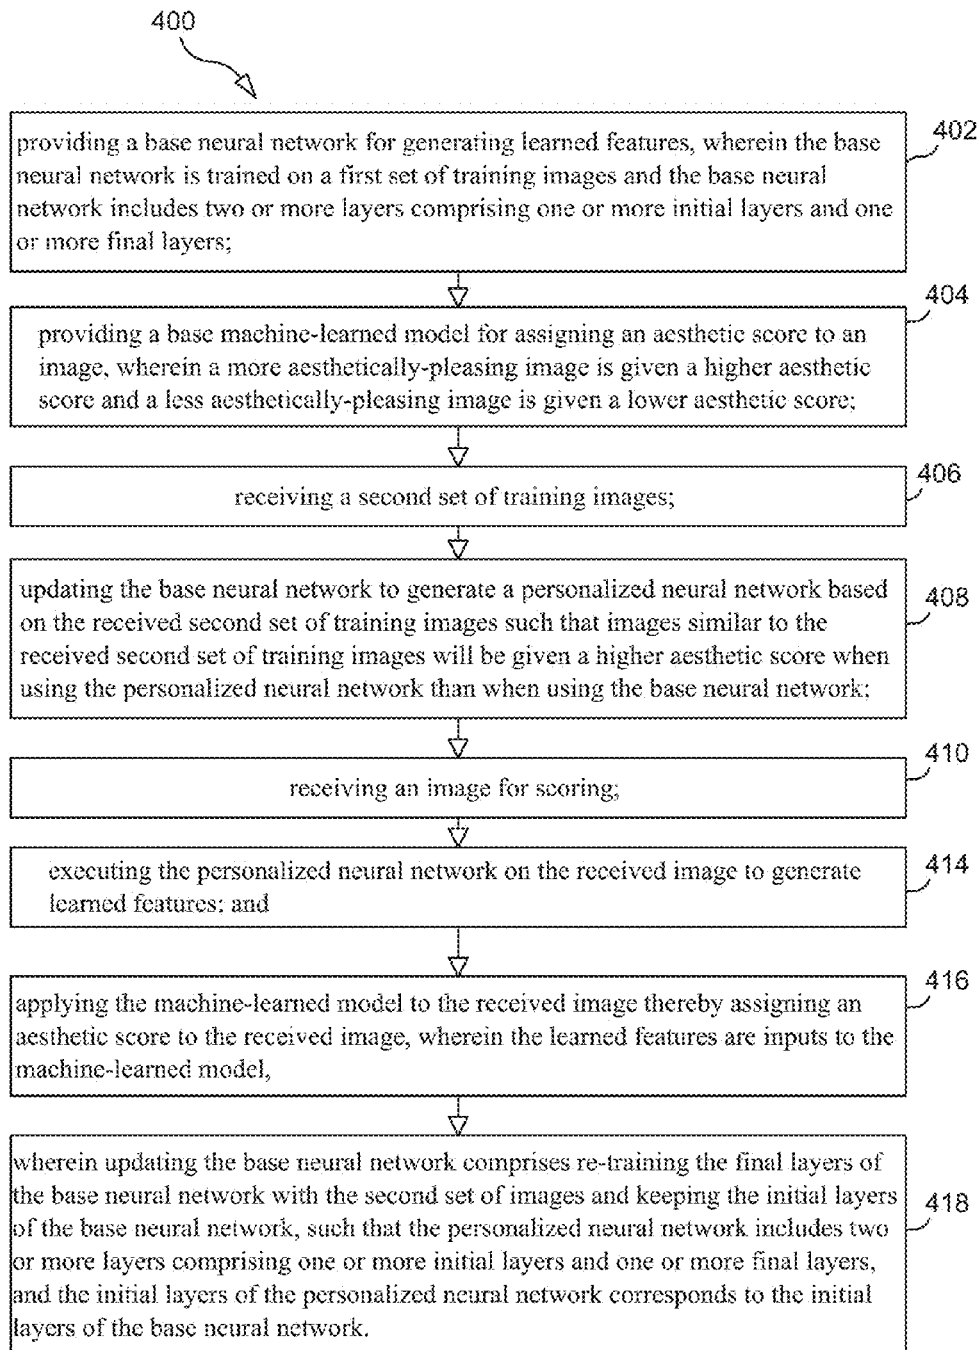 400
providing a base neural network for generating learned features, wherein the base
neural network is trained on a first set of training images and the base neural
network includes two or more layers comprising one or more initial layers and one
or more final layers;
402
providing a base machine-learned model for assigning an aesthetic score to an
image, wherein a more aesthetically-pleasing image is given a higher aesthetic
score and a less aesthetically-pleasing image is given a lower aesthetic score;
404
receiving a second set of training images;
406
updating the base neural network to generate a personalized neural network based
on the received second set of training images such that images similar to the
received second set of training images will be given a higher aesthetic score when
using the personalized neural network than when using the base neural network;
408
receiving an image for scoring;
410
executing the personalized neural network on the received image to generate
learned features; and
414
applying the machine-learned model to the received image thereby assigning an
aesthetic score to the received image, wherein the learned features are inputs to the
machine-learned model,
416
wherein updating the base neural network comprises re-training the final layers of
the base neural network with the second set of images and keeping the initial layers
of the base neural network, such that the personalized neural network includes two
or more layers comprising one or more initial layers and one or more final layers,
and the initial layers of the personalized neural network corresponds to the initial
layers of the base neural network.
418